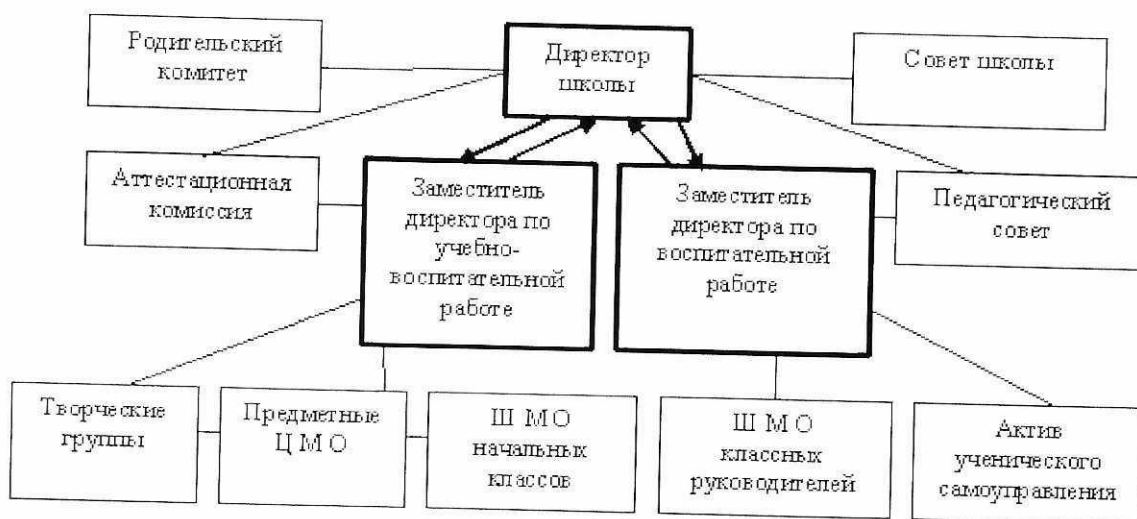 Родительский
комитет
Директор
школы
Совет школы
Аттестационная
комиссия
Заместитель
директора по
учебно-
воспитательной
работе
Заместитель
директора по
воспитательной
работе
Педагогический
совет
Творческие
группы
Предметные
Ц М О
Ш М О
начальных
классов
Ш М О
классных
руководителей
Актив
ученического
самоуправления